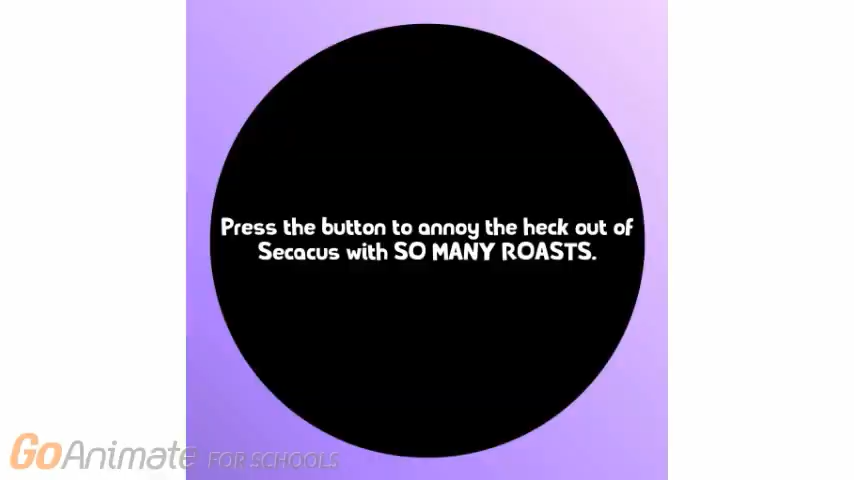 Press the button to annoy the heck out of
Secacus with SO MANY ROASTS.
GoAnimate FOR SCHOOLS